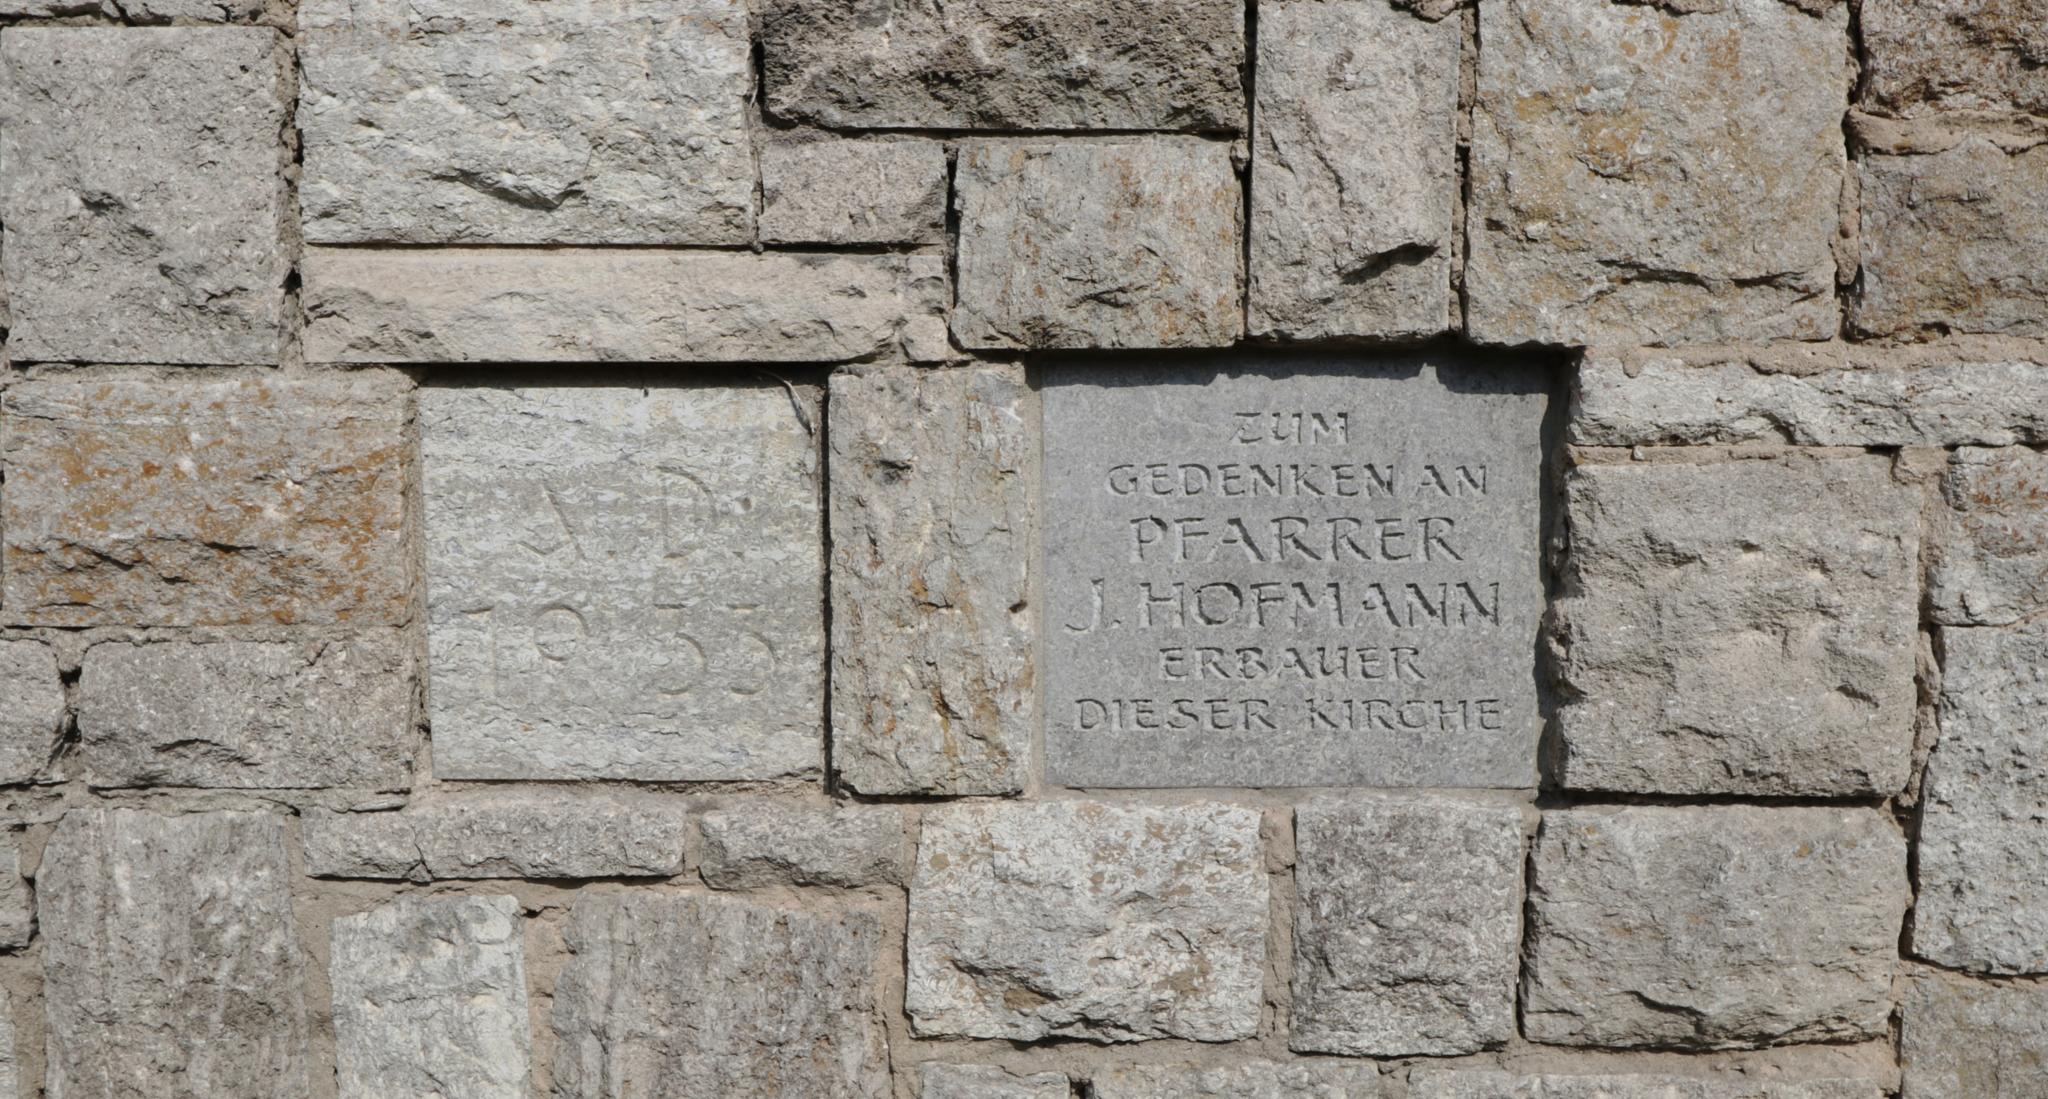 A. D.
1955
ZUM
GEDENKEN AN
PFARRER
J. HOFMANN
ERBAUER
DIESER KIRCHE